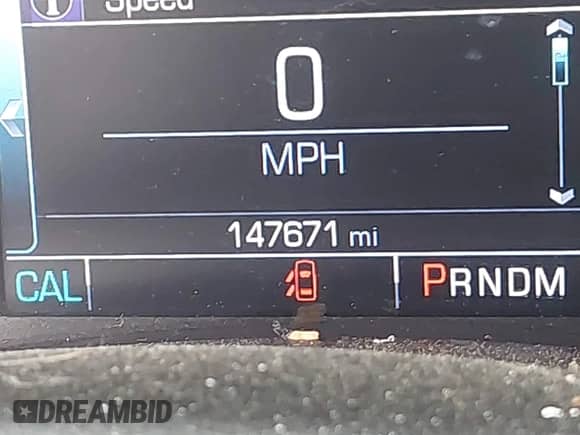 Speed
0
MPH
147671 mi
CAL
PRNDM
DREAMBID